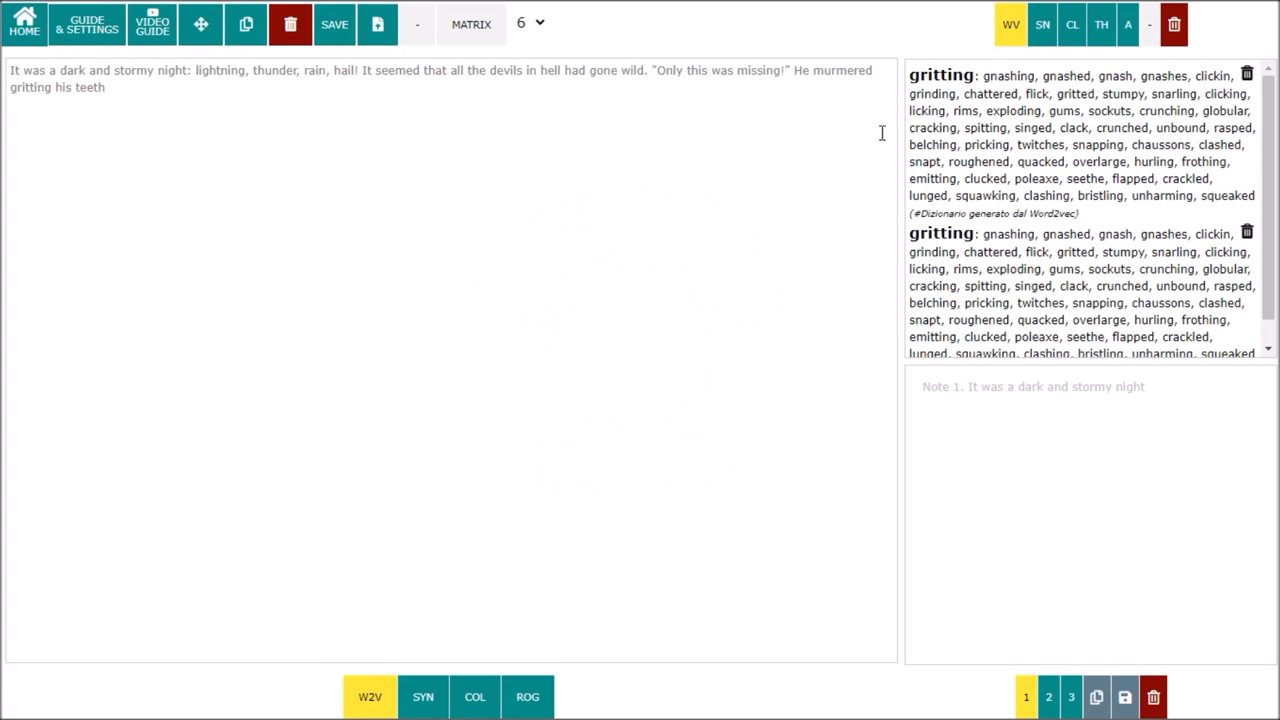 HOME
GUIDE
& SETTINGS
VIDEO
GUIDE
SAVE
-
MATRIX
6
WV
SN
CL
TH
A
-
It was a dark and stormy night: lightning, thunder, rain, hail! It seemed that all the devils in hell had gone wild. "Only this was missing!" He murmered
gritting his teeth
gritting: gnashing, gnashed, gnash, gnashes, clickin,
grinding, chattered, flick, gritted, stumpy, snarling, clicking,
licking, rims, exploding, gums, sockuts, crunching, globular,
cracking, spitting, singed, clack, crunched, unbound, rasped,
belching, pricking, twitches, snapping, chaussons, clashed,
snapt, roughened, quacked, overlarge, hurling, frothing,
emitting, clucked, poleaxe, seethe, flapped, crackled,
lunged, squawking, clashing, bristling, unharming, squeaked
(#Dizionario generato dal Word2vec)
gritting: gnashing, gnashed, gnash, gnashes, clickin,
grinding, chattered, flick, gritted, stumpy, snarling, clicking,
licking, rims, exploding, gums, sockuts, crunching, globular,
cracking, spitting, singed, clack, crunched, unbound, rasped,
belching, pricking, twitches, snapping, chaussons, clashed,
snapt, roughened, quacked, overlarge, hurling, frothing,
emitting, clucked, poleaxe, seethe, flapped, crackled,
lunged, squawking, clashing, bristling, unharming, squeaked
Note 1. It was a dark and stormy night
W2V
SYN
COL
ROG
1
2
3